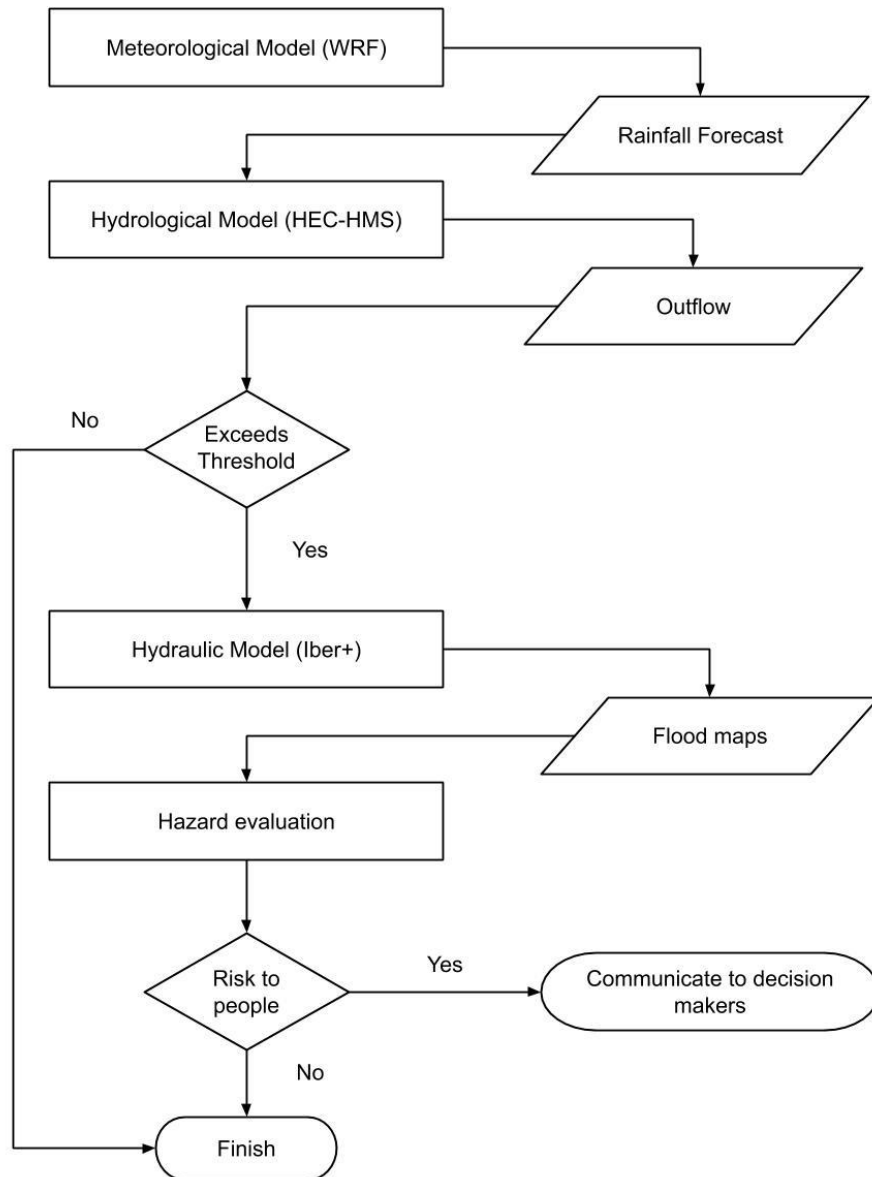 Meteorological Model (WRF)
Rainfall Forecast
Hydrological Model (HEC-HMS)
Outflow
No
Exceeds
Threshold
Yes
Hydraulic Model (Iber+)
Flood maps
Hazard evaluation
Risk to
people
Yes
Communicate to decision
makers
No
Finish